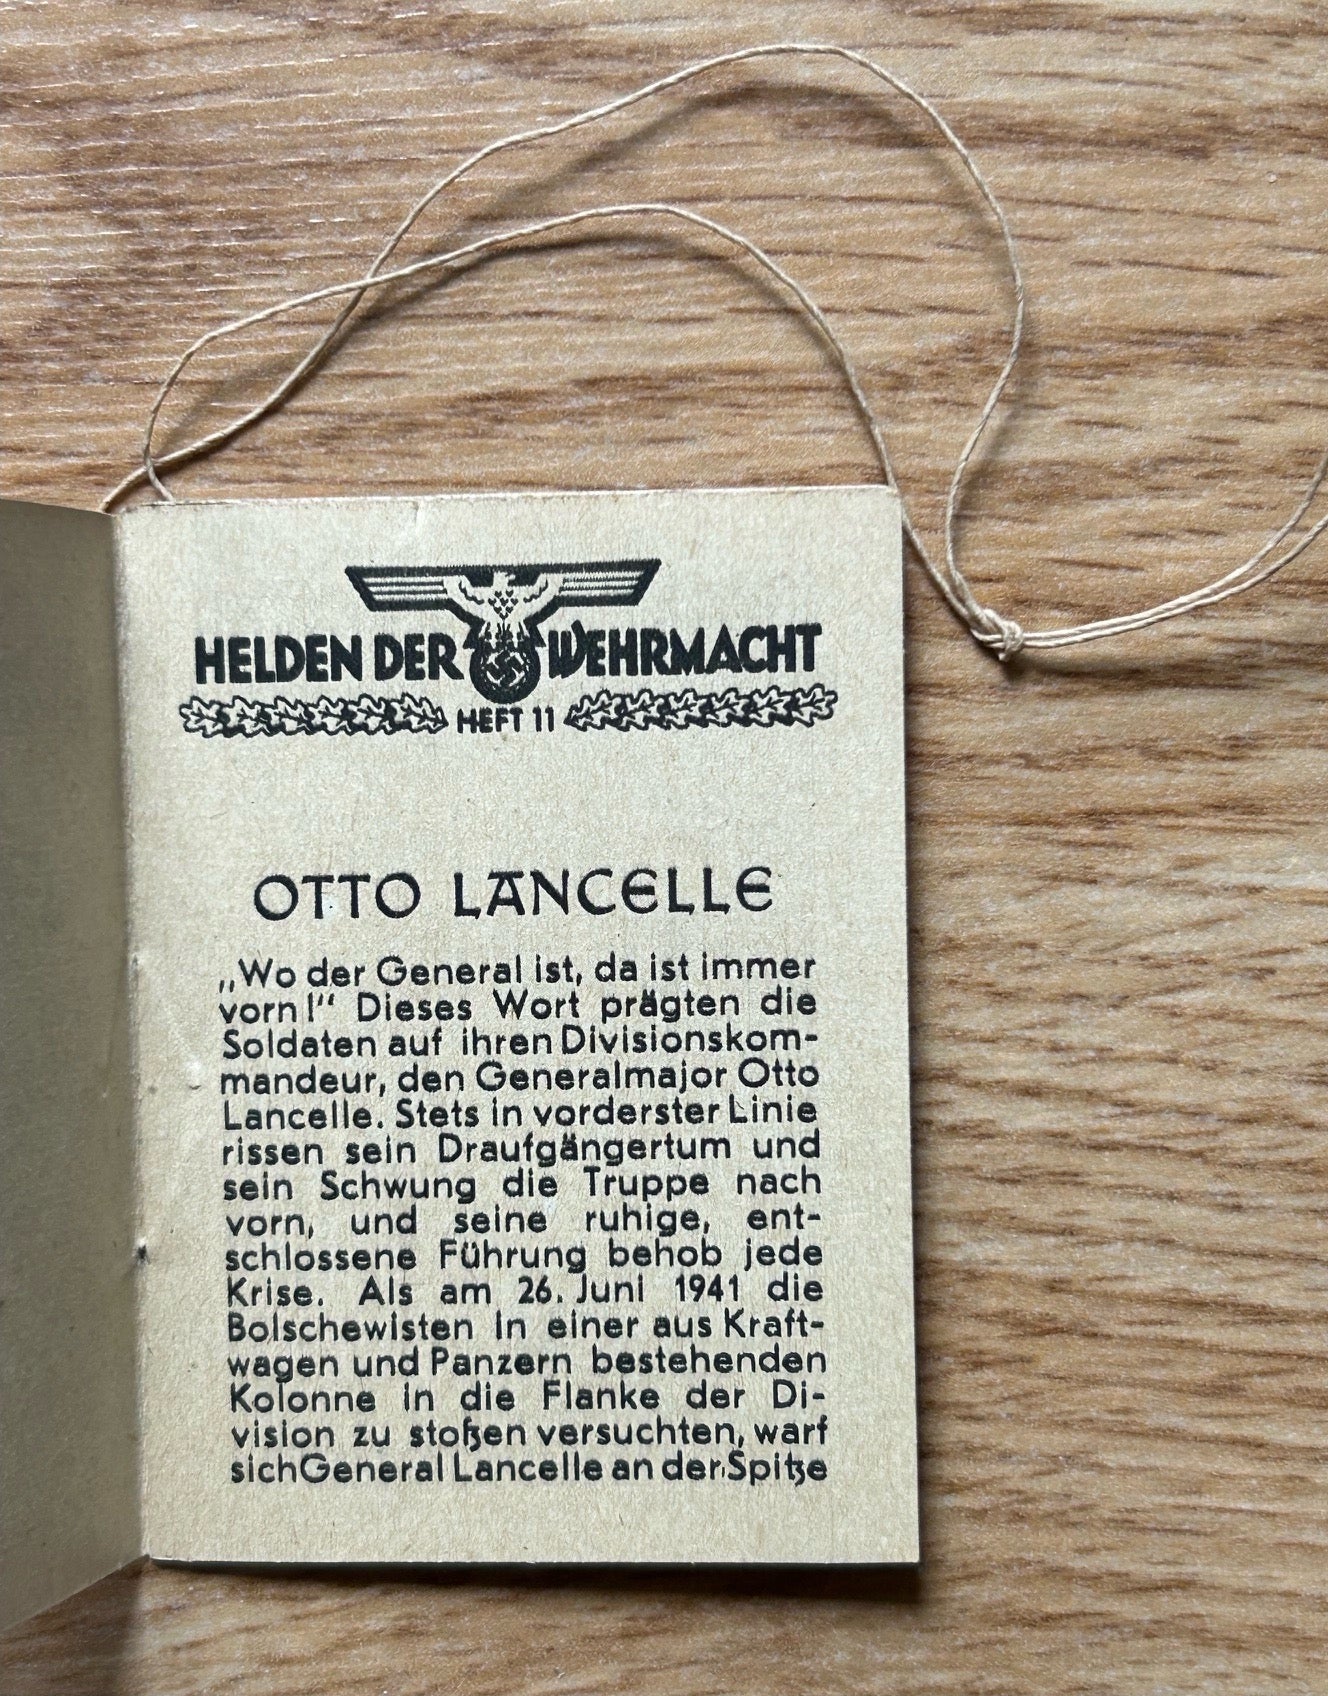 HELDEN DER WEHRMACHT
HEFT 11
OTTO LANCELLE
„Wo der General ist, da ist immer
vorn!“ Dieses Wort prägten die
Soldaten auf ihren Divisionskom-
mandeur, den Generalmajor Otto
Lancelle. Stets in vorderster Linie
rissen sein Draufgängertum und
sein Schwung die Truppe nach
vorn, und seine ruhige, ent-
schlossene Führung behob jede
Krise. Als am 26. Juni 1941 die
Bolschewisten in einer aus Kraft-
wagen und Panzern bestehenden
Kolonne in die Flanke der Di-
vision zu stoßen versuchten, warf
sich General Lancelle an der Spitze